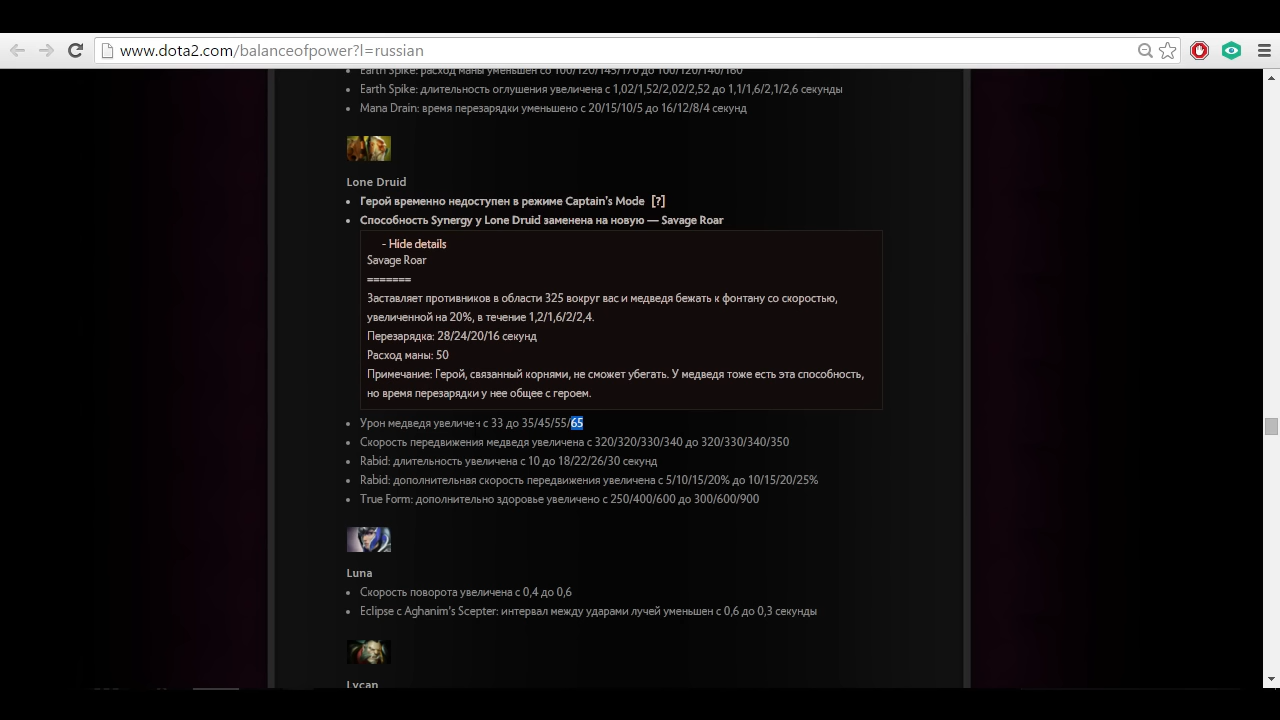 www.dota2.com/balanceofpower?l=russian
Earth Spike: расход маны уменьшен со 100/120/145/170 до 100/120/140/160
Earth Spike: длительность оглушения увеличена с 1,02/1,52/2,02/2,52 до 1,1/1,6/2,1/2,6 секунды
Mana Drain: время перезарядки уменьшено с 20/15/10/5 до 16/12/8/4 секунд
Lone Druid
Герой временно недоступен в режиме Captain's Mode [?]
Способность Synergy у Lone Druid заменена на новую — Savage Roar
- Hide details
Savage Roar
=======
Заставляет противников в области 325 вокруг вас и медведя бежать к фонтану со скоростью,
увеличенной на 20%, в течение 1,2/1,6/2/2,4.
Перезарядка: 28/24/20/16 секунд
Расход маны: 50
Примечание: Герой, связанный корнями, не сможет убегать. У медведя тоже есть эта способность,
но время перезарядки у нее общее с героем.
Урон медведя увеличен с 33 до 35/45/55/65
Скорость передвижения медведя увеличена с 320/320/330/340 до 320/330/340/350
Rabid: длительность увеличена с 10 до 18/22/26/30 секунд
Rabid: дополнительная скорость передвижения увеличена с 5/10/15/20% до 10/15/20/25%
True Form: дополнительно здоровье увеличено с 250/400/600 до 300/600/900
Luna
Скорость поворота увеличена с 0,4 до 0,6
Eclipse с Aghanim's Scepter: интервал между ударами лучей уменьшен с 0,6 до 0,3 секунды
Lycan